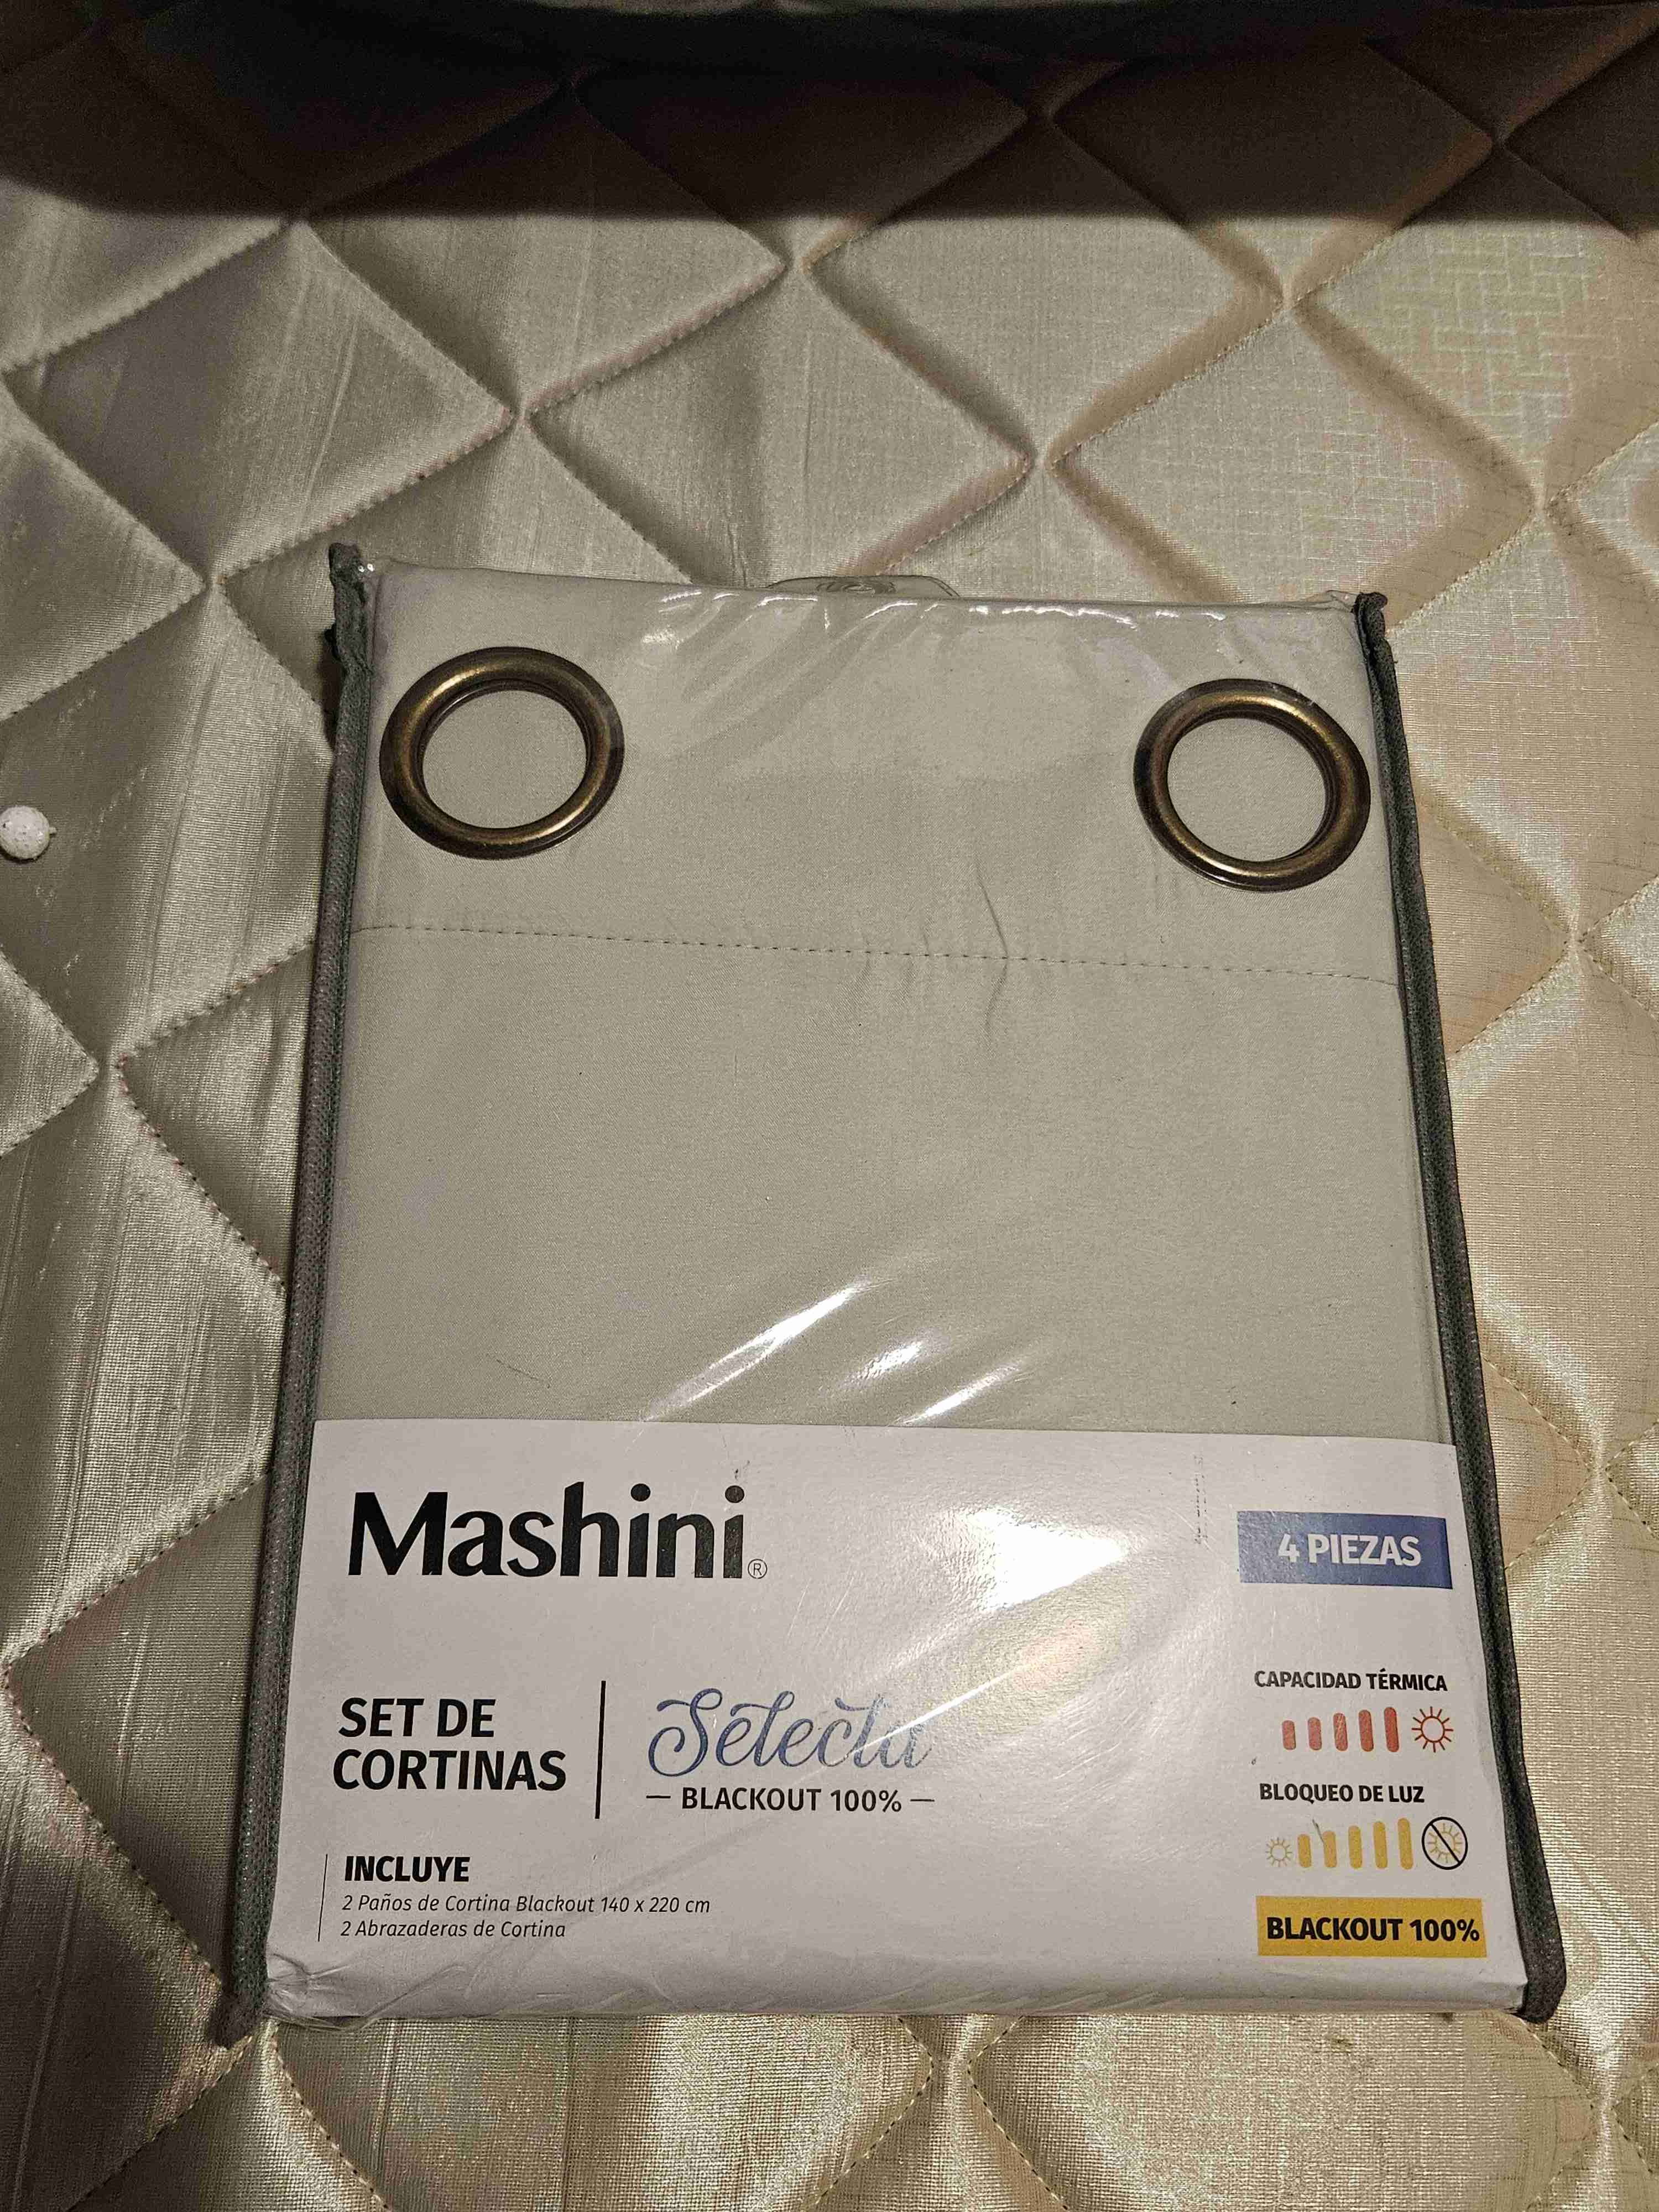 Mashini®
4 PIEZAS
SET DE
CORTINAS
Selecta
— BLACKOUT 100% —
INCLUYE
2 Paños de Cortina Blackout 140 x 220 cm
2 Abrazaderas de Cortina
CAPACIDAD TÉRMICA
BLOQUEO DE LUZ
BLACKOUT 100%